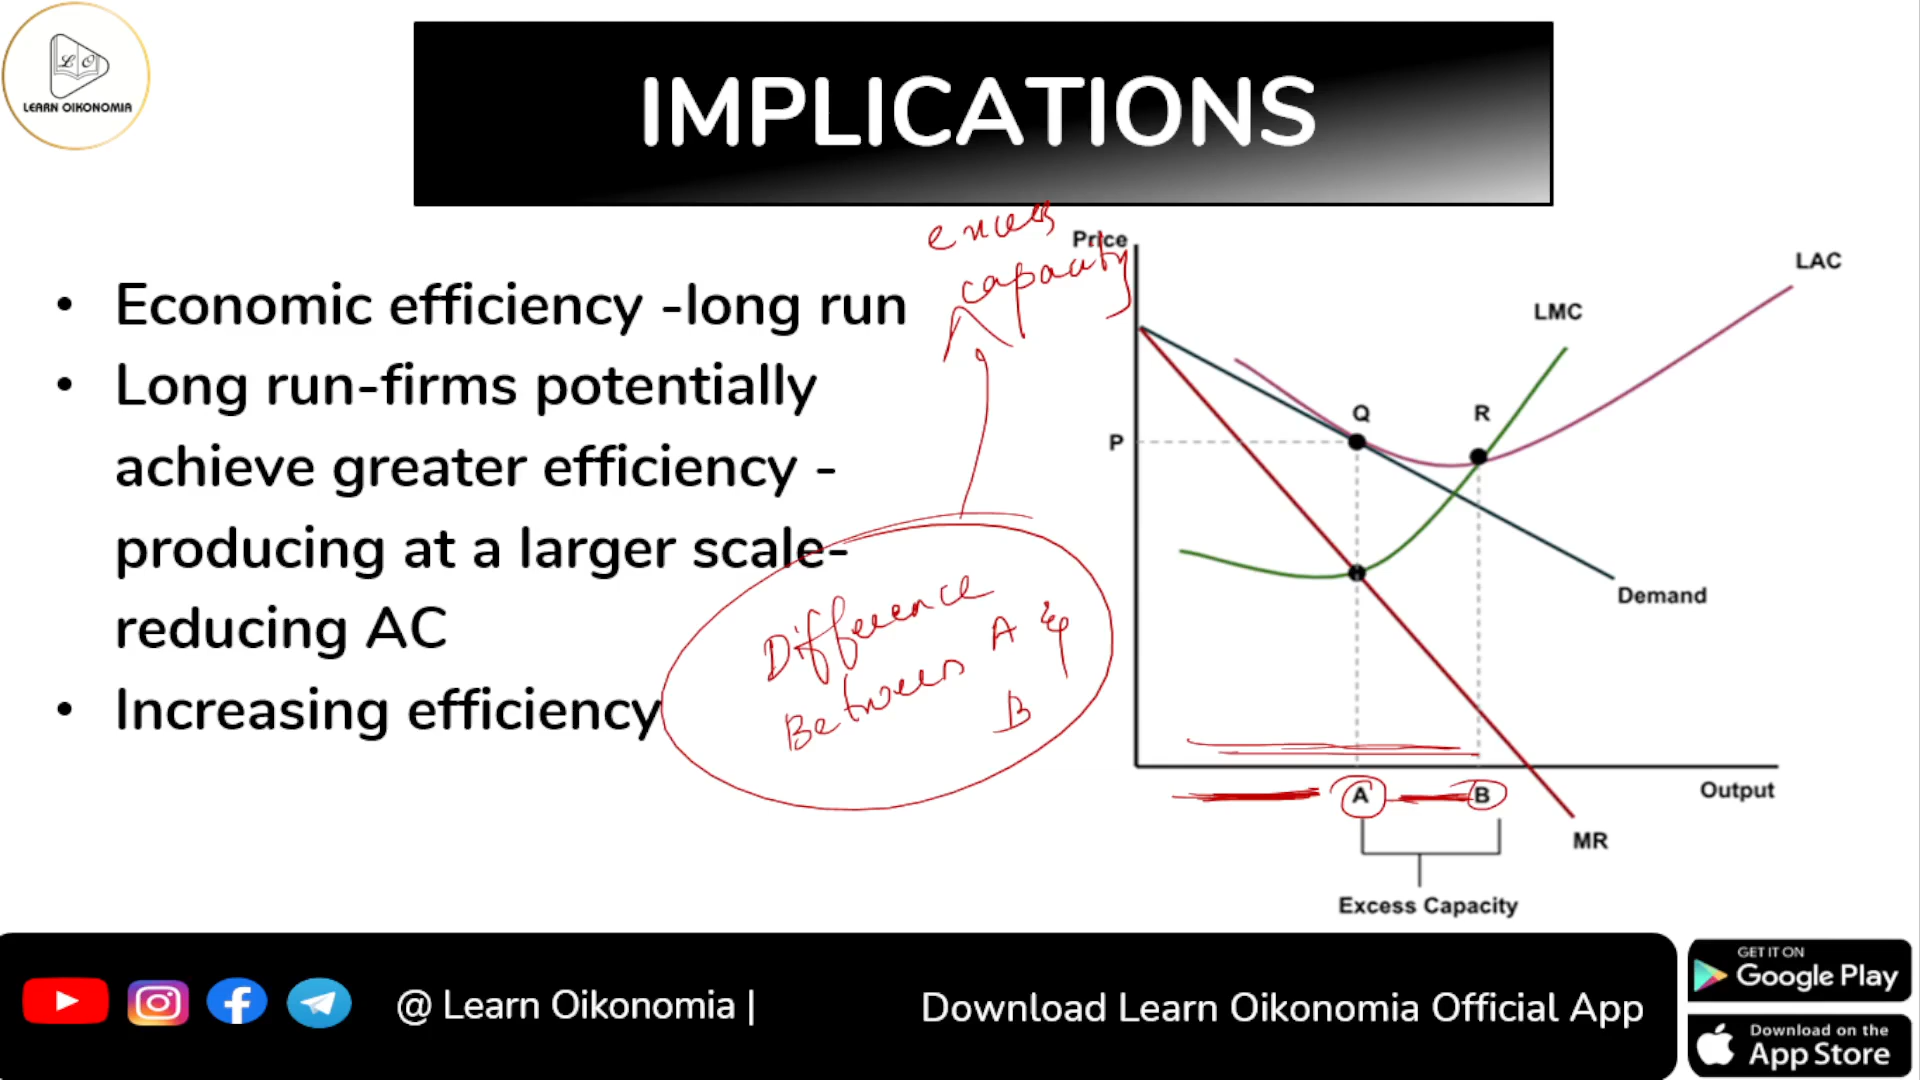 L O
LEARN OIKONOMIA
IMPLICATIONS
• Economic efficiency -long run
• Long run-firms potentially
achieve greater efficiency -
producing at a larger scale-
reducing AC
• Increasing efficiency
excess
capacity
Difference
Between A &
B
Price
LAC
LMC
Q
R
P
Demand
A
B
Output
MR
Excess Capacity
@ Learn Oikonomia |
Download Learn Oikonomia Official App
GET IT ON
Google Play
Download on the
App Store